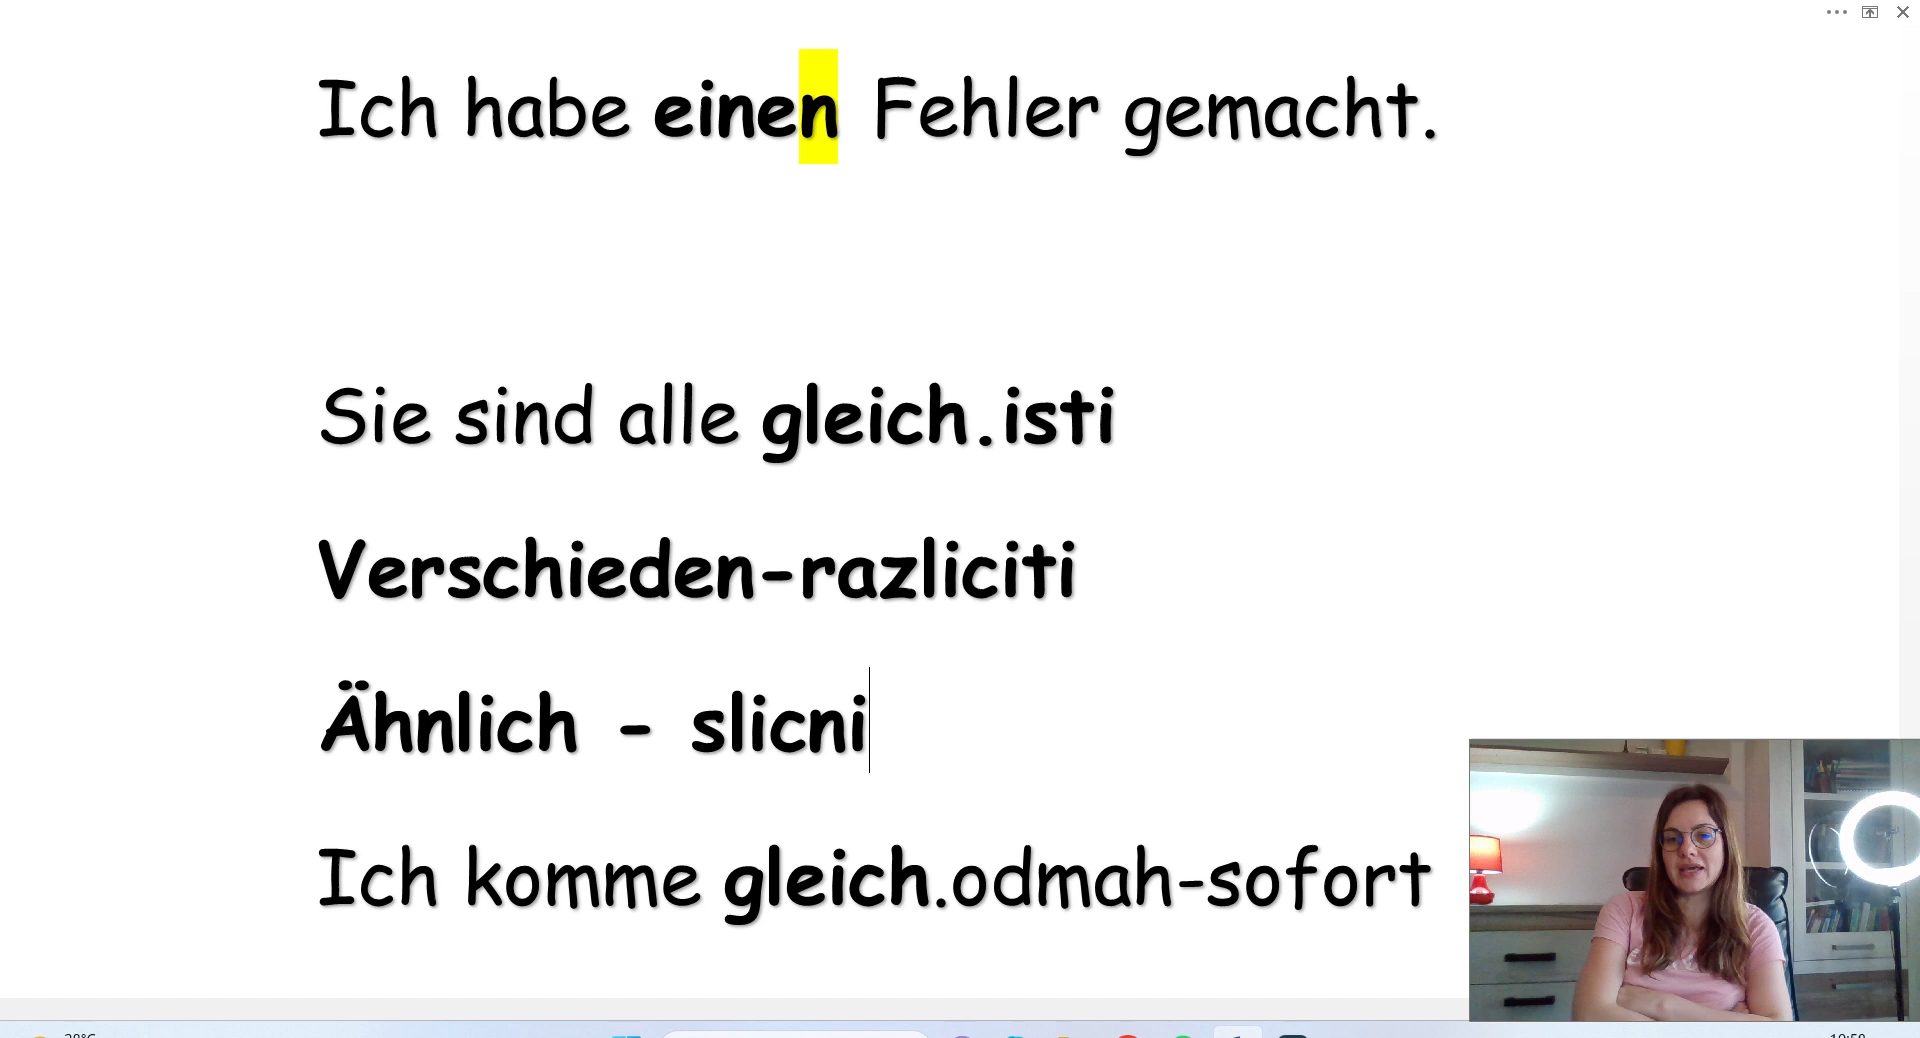 Ich habe einen Fehler gemacht.
Sie sind alle gleich.isti
Verschieden-razliciti
Ähnlich - slicni
Ich komme gleich.odmah-sofort